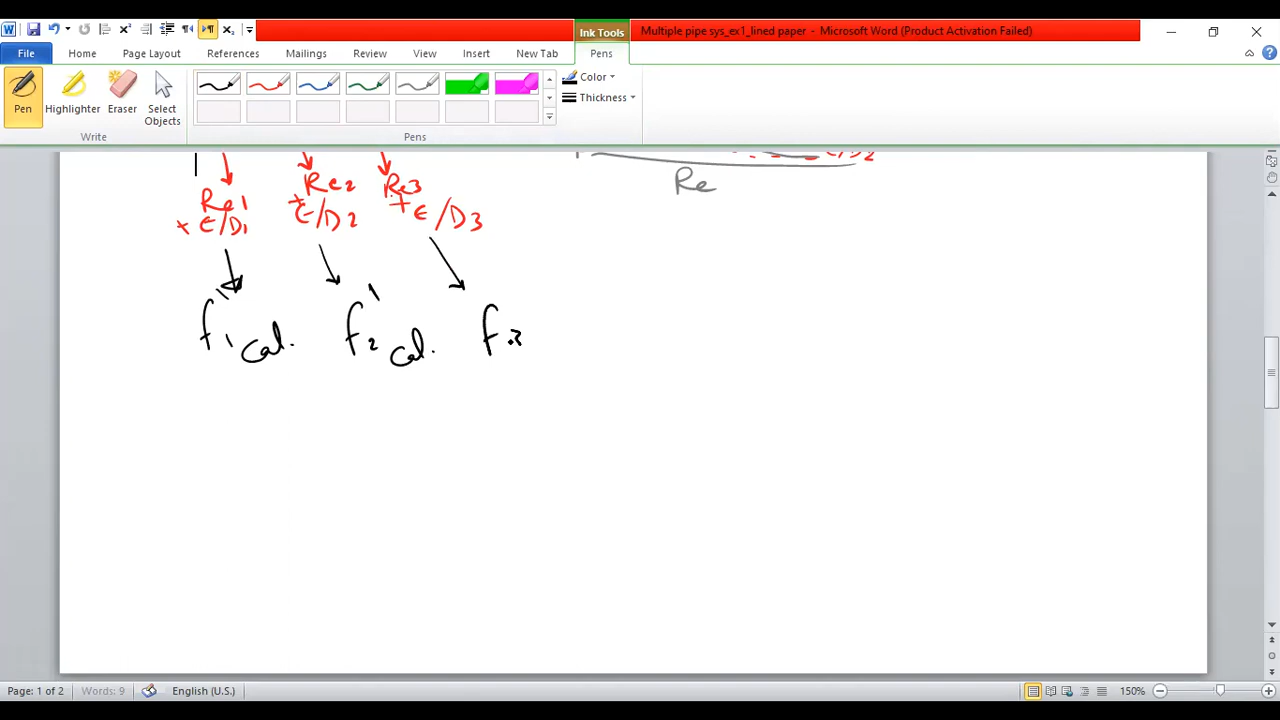 Ink Tools
Multiple pipe sys_ex1_lined paper - Microsoft Word (Product Activation Failed)
File Home Page Layout References Mailings Review View Insert New Tab Pens
Pen Highlighter Eraser Select Objects
Color
Thickness
Write Pens
Re
Re1 Re2 Re3
+ ϵ/D1 + ϵ/D2 + ϵ/D3
f'1 cal. f'2 cal. f3
Page: 1 of 2 Words: 9 English (U.S.) 150%